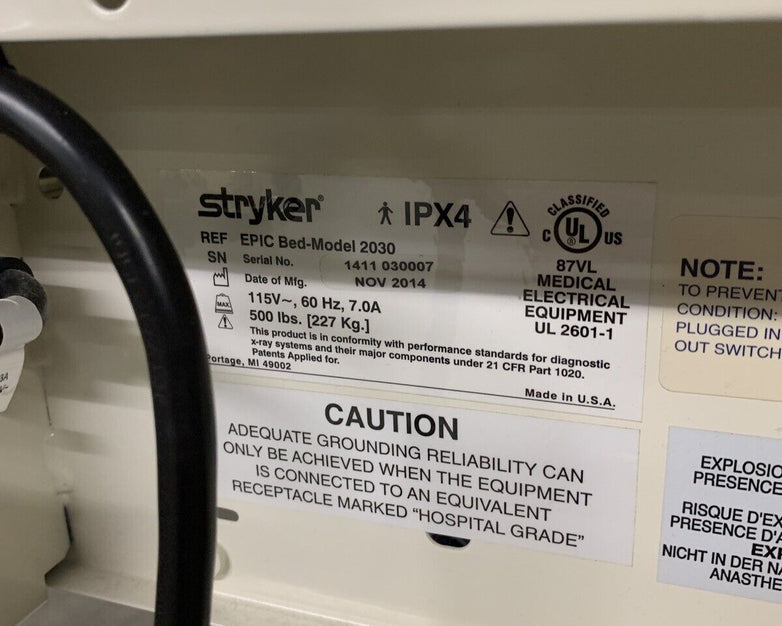 stryker®
IPX4
CLASSIFIED
C UL ® US
REF EPIC Bed-Model 2030
SN Serial No. 1411 030007
Date of Mfg. NOV 2014
MAX.
115V~, 60 Hz, 7.0A
500 lbs. [227 Kg.]
87VL
MEDICAL
ELECTRICAL
EQUIPMENT
UL 2601-1
This product is in conformity with performance standards for diagnostic
x-ray systems and their major components under 21 CFR Part 1020.
Patents Applied for.
Portage, MI 49002
Made in U.S.A.
CAUTION
ADEQUATE GROUNDING RELIABILITY CAN
ONLY BE ACHIEVED WHEN THE EQUIPMENT
IS CONNECTED TO AN EQUIVALENT
RECEPTACLE MARKED “HOSPITAL GRADE”
NOTE:
TO PREVENT
CONDITION:
PLUGGED IN
OUT SWITCH
EXPLOSIO
PRESENCE
RISQUE D'EX
PRESENCE D'A
EXP
NICHT IN DER NA
ANASTHE